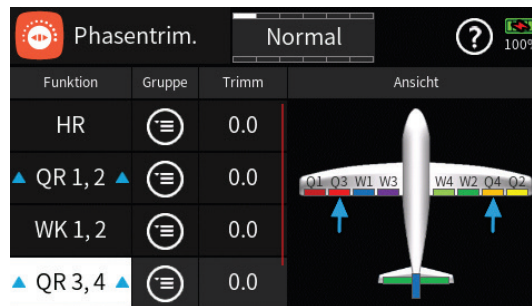 Phasentrim.
Normal
?
100%
Funktion Gruppe Trimm Ansicht
HR 0.0
QR 1, 2 0.0
WK 1, 2 0.0
QR 3, 4 0.0
Q1 Q3 W1 W3 W4 W2 Q4 Q2